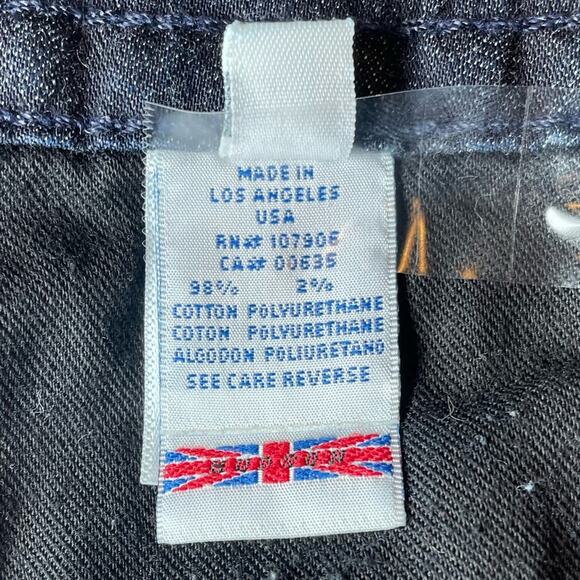 MADE IN
LOS ANGELES
USA
RN# 107906
CA# 00635
98% 2%
COTTON POLYURETHANE
COTON POLYURETHANE
ALGODON POLIURETANO
SEE CARE REVERSE
HUDSON